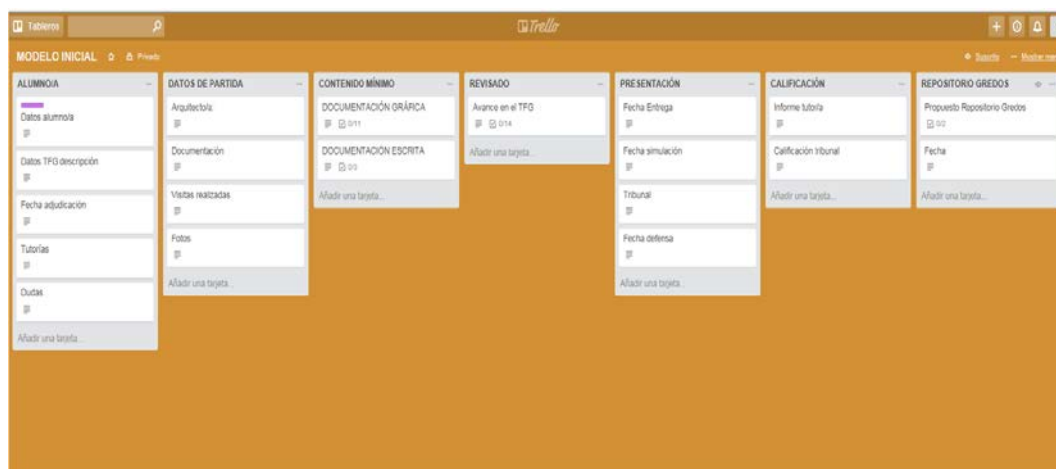 Tableros
Trello
MODELO INICIAL
Privado
Suscrito
Mostrar me
ALUMNO/A
Datos alumno/a
Datos TFG descripción
Fecha adjudicación
Tutorías
Dudas
Añadir una tarjeta...
DATOS DE PARTIDA
Arquitecto/a:
Documentación
Visitas realizadas
Fotos
Añadir una tarjeta...
CONTENIDO MÍNIMO
DOCUMENTACIÓN GRÁFICA
0/11
DOCUMENTACIÓN ESCRITA
Añadir una tarjeta...
REVISADO
Avance en el TFG
0/14
Añadir una tarjeta...
PRESENTACIÓN
Fecha Entrega
Fecha simulación
Tribunal
Fecha defensa
Añadir una tarjeta...
CALIFICACIÓN
Informe tutor/a
Calificación tribunal
Añadir una tarjeta...
REPOSITORIO GREDOS
Propuesto Repositorio Gredos
0/2
Fecha
Añadir una tarjeta...